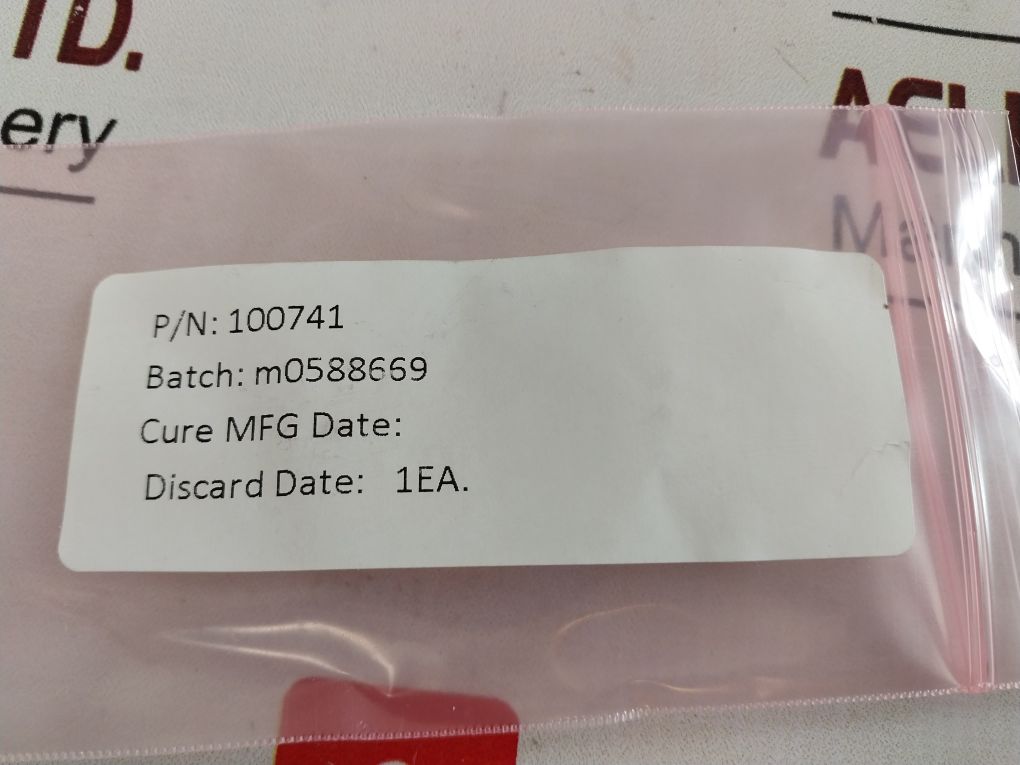 TD.
ery
P/N: 100741
Batch: m0588669
Cure MFG Date:
Discard Date: 1EA.